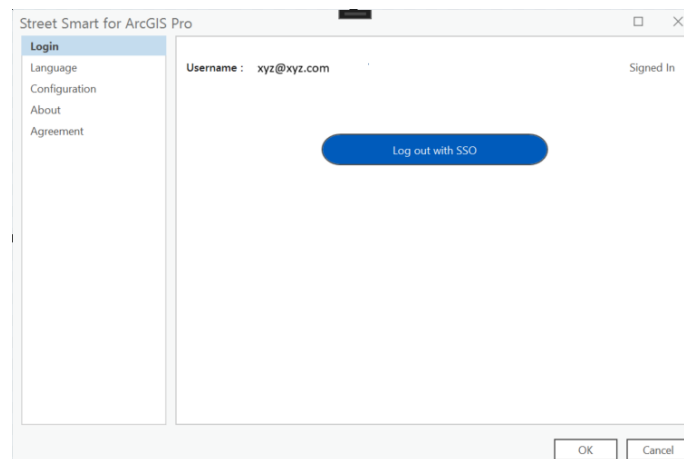 Street Smart for ArcGIS Pro
Login
Language
Configuration
About
Agreement
Username : xyz@xyz.com
Signed In
Log out with SSO
OK
Cancel